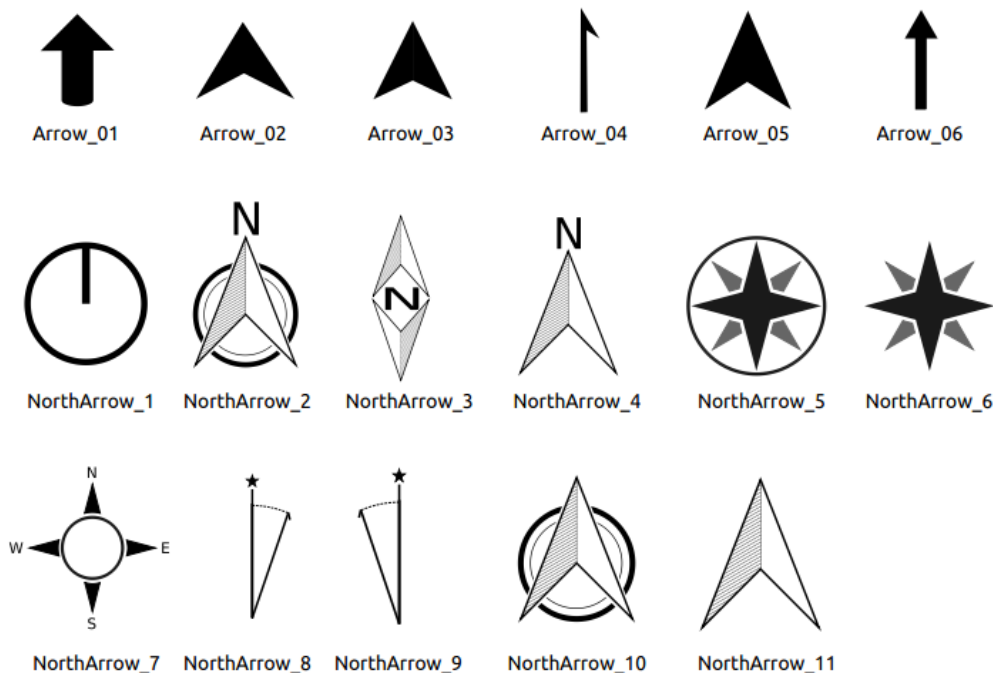 Arrow_01 Arrow_02 Arrow_03 Arrow_04 Arrow_05 Arrow_06
N N N
NorthArrow_1 NorthArrow_2 NorthArrow_3 NorthArrow_4 NorthArrow_5 NorthArrow_6
N
W E
S
NorthArrow_7 NorthArrow_8 NorthArrow_9 NorthArrow_10 NorthArrow_11